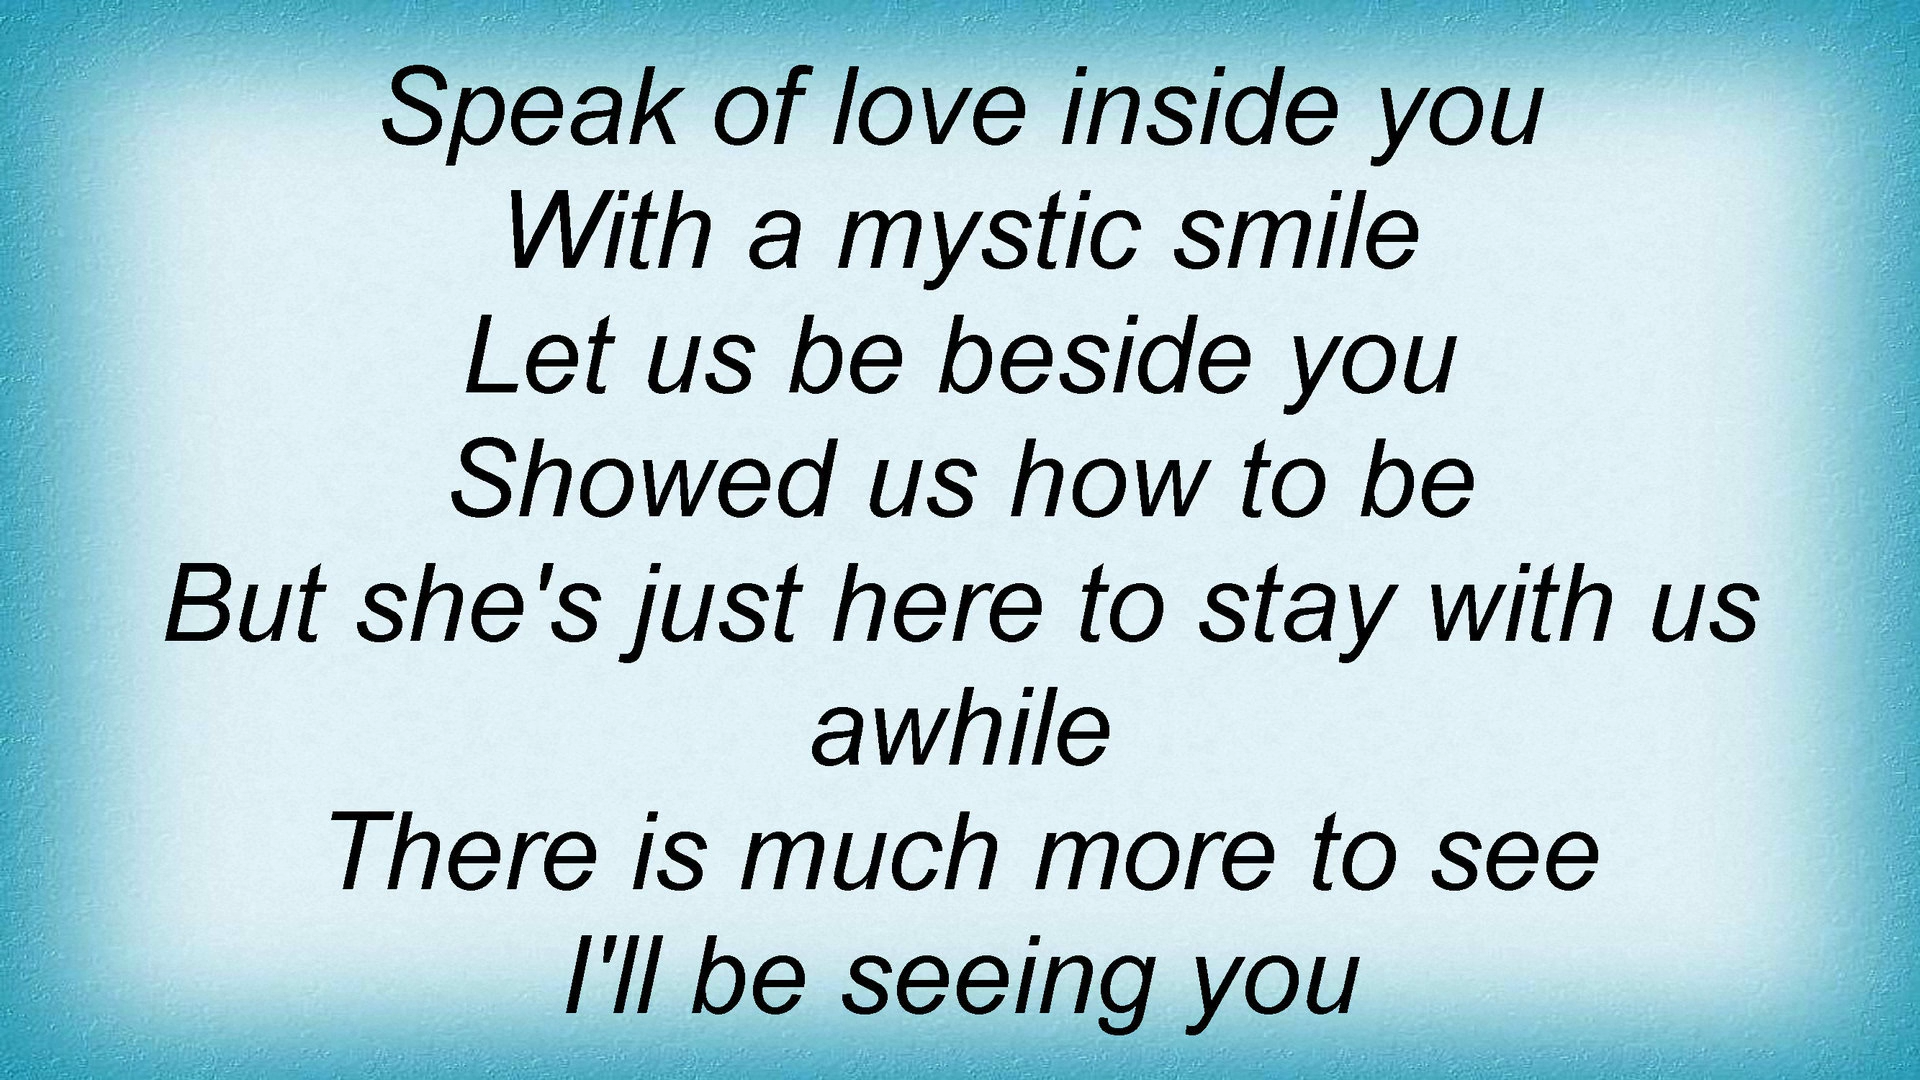 Speak of love inside you
With a mystic smile
Let us be beside you
Showed us how to be
But she's just here to stay with us
awhile
There is much more to see
I'll be seeing you